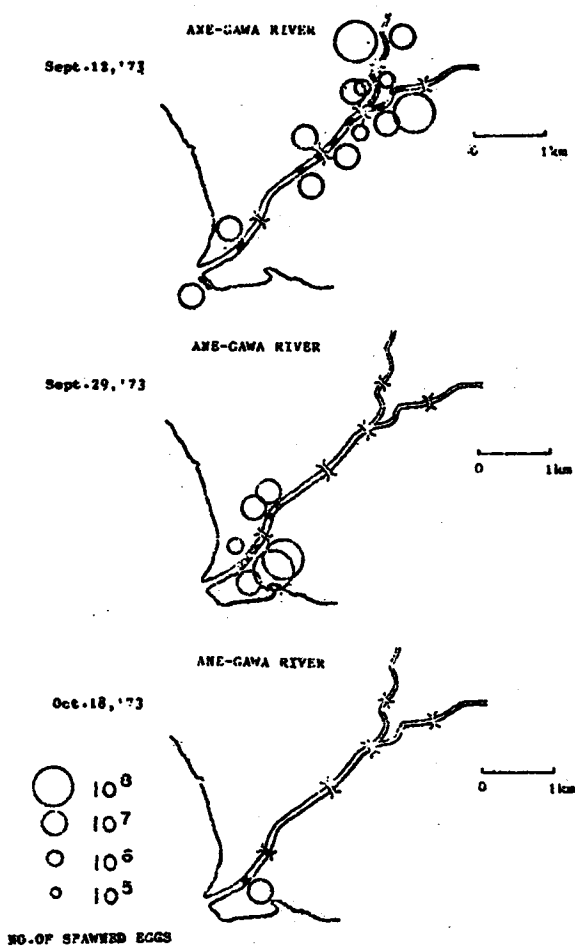 ANE-GAWA RIVER
Sept.12,'73
0 1km
ANE-GAWA RIVER
Sept.29,'73
0 1km
ANE-GAWA RIVER
Oct.18,'73
0 1km
10⁸
10⁷
10⁶
10⁵
NO.OF SPAWNED EGGS